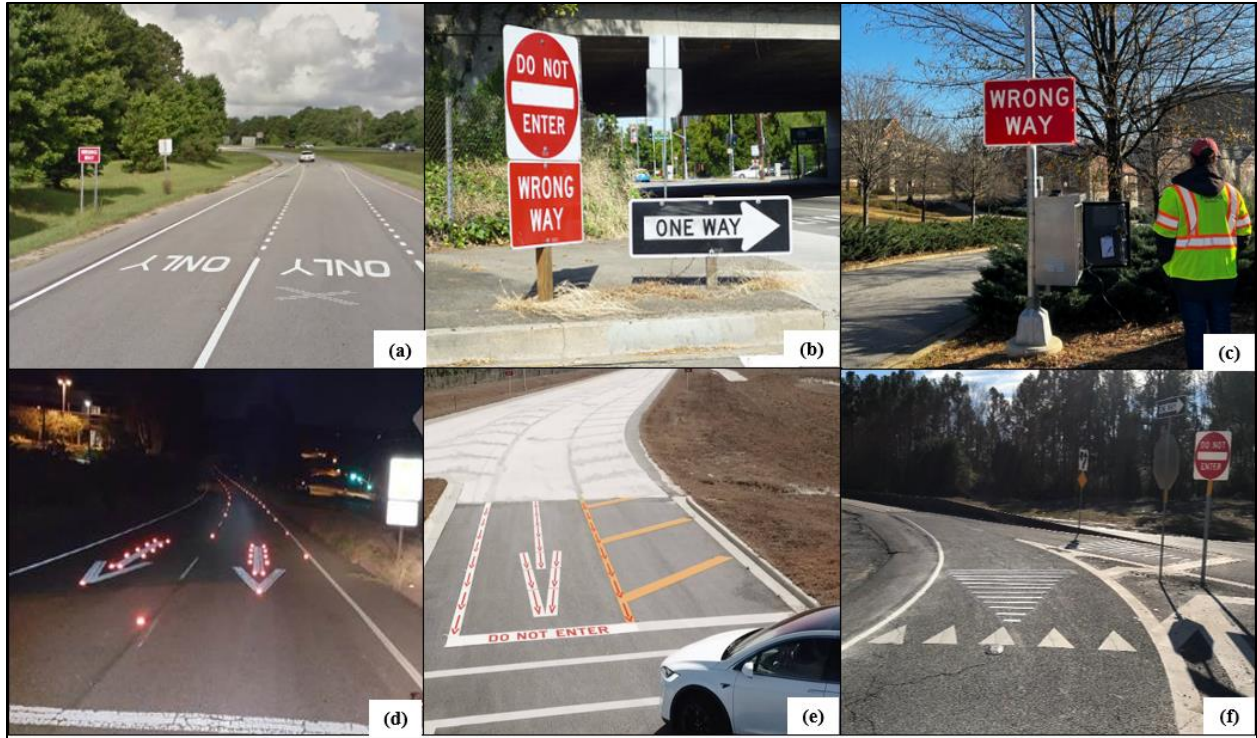 WRONG
WAY
ONLY
ONLY
(a)
DO NOT
ENTER
WRONG
WAY
ONE WAY
(b)
WRONG
WAY
(c)
(d)
DO NOT ENTER
(e)
DO NOT
ENTER
(f)